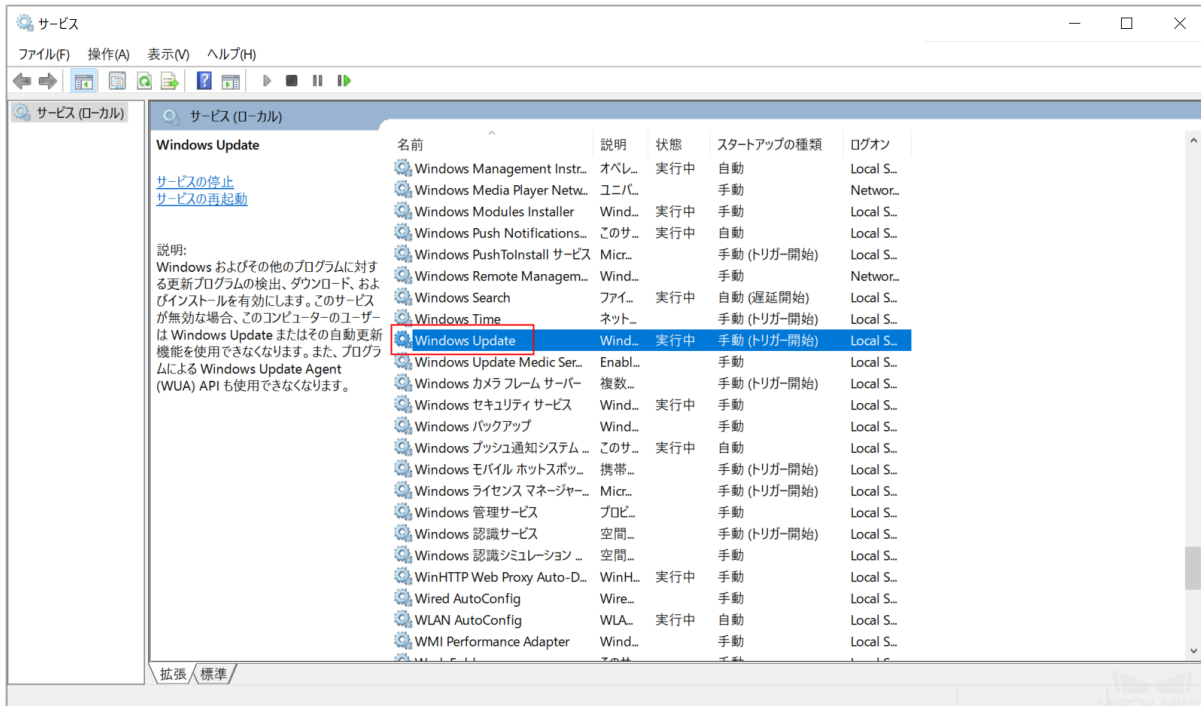 サービス
ファイル(F) 操作(A) 表示(V) ヘルプ(H)
サービス (ローカル)
サービス (ローカル)
Windows Update
サービスの停止
サービスの再起動
説明:
Windows およびその他のプログラムに対す
る更新プログラムの検出、ダウンロード、およ
びインストールを有効にします。このサービス
が無効な場合、このコンピューターのユーザー
は Windows Update またはその自動更新
機能を使用できなくなります。また、プログラ
ムによる Windows Update Agent
(WUA) API も使用できなくなります。
名前 説明 状態 スタートアップの種類 ログオン
Windows Management Instr... オペレ... 実行中 自動 Local S...
Windows Media Player Netw... ユニバ... 手動 Networ...
Windows Modules Installer Wind... 実行中 手動 Local S...
Windows Push Notifications... このサ... 実行中 自動 Local S...
Windows PushToInstall サービス Micr... 手動 (トリガー開始) Local S...
Windows Remote Managem... Wind... 手動 Networ...
Windows Search ファイ... 実行中 自動 (遅延開始) Local S...
Windows Time ネット... 手動 (トリガー開始) Local S...
Windows Update Wind... 実行中 手動 (トリガー開始) Local S...
Windows Update Medic Ser... Enabl... 手動 Local S...
Windows カメラ フレーム サーバー 複数... 手動 (トリガー開始) Local S...
Windows セキュリティ サービス Wind... 実行中 手動 Local S...
Windows バックアップ Wind... 手動 Local S...
Windows プッシュ通知システム ... このサ... 実行中 自動 Local S...
Windows モバイル ホットスポッ... 携帯... 手動 (トリガー開始) Local S...
Windows ライセンス マネージャー... Micr... 手動 (トリガー開始) Local S...
Windows 管理サービス プロビ... 手動 Local S...
Windows 認識サービス 空間... 手動 (トリガー開始) Local S...
Windows 認識シミュレーション ... 空間... 手動 Local S...
WinHTTP Web Proxy Auto-D... WinH... 実行中 手動 Local S...
Wired AutoConfig Wire... 手動 Local S...
WLAN AutoConfig WLA... 実行中 自動 Local S...
WMI Performance Adapter Wind... 手動 Local S...
拡張 標準